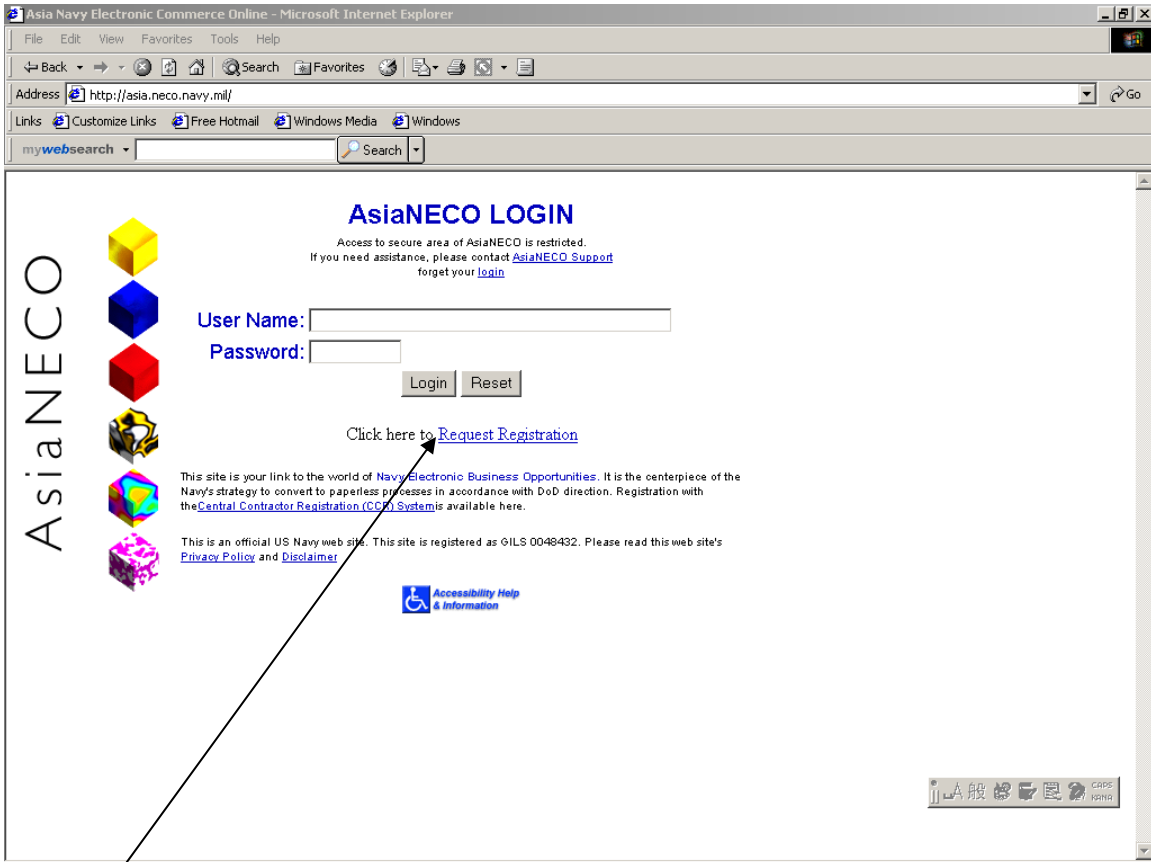 Asia Navy Electronic Commerce Online - Microsoft Internet Explorer
File Edit View Favorites Tools Help
Back Search Favorites
Address http://asia.neco.navy.mil/ Go
Links Customize Links Free Hotmail Windows Media Windows
mywebsearch Search
AsiaNECO
AsiaNECO LOGIN
Access to secure area of AsiaNECO is restricted.
If you need assistance, please contact AsiaNECO Support
forget your login
User Name:
Password:
Login Reset
Click here to Request Registration
This site is your link to the world of Navy Electronic Business Opportunities. It is the centerpiece of the
Navy's strategy to convert to paperless processes in accordance with DoD direction. Registration with
theCentral Contractor Registration (CCR) Systemis available here.
This is an official US Navy web site. This site is registered as GILS 0048432. Please read this web site's
Privacy Policy and Disclaimer
Accessibility Help
& Information
A 般 CAPS
KANA